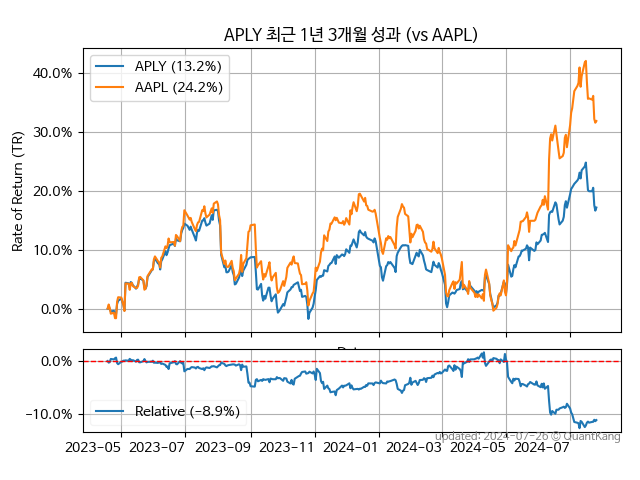 APLY 최근 1년 3개월 성과 (vs AAPL)
Rate of Return (TR)
40.0%
30.0%
20.0%
10.0%
0.0%
APLY (13.2%)
AAPL (24.2%)
0.0%
−10.0%
Relative (−8.9%)
2023-05 2023-07 2023-09 2023-11 2024-01 2024-03 2024-05 2024-07
updated: 2024-07-26 © QuantKang